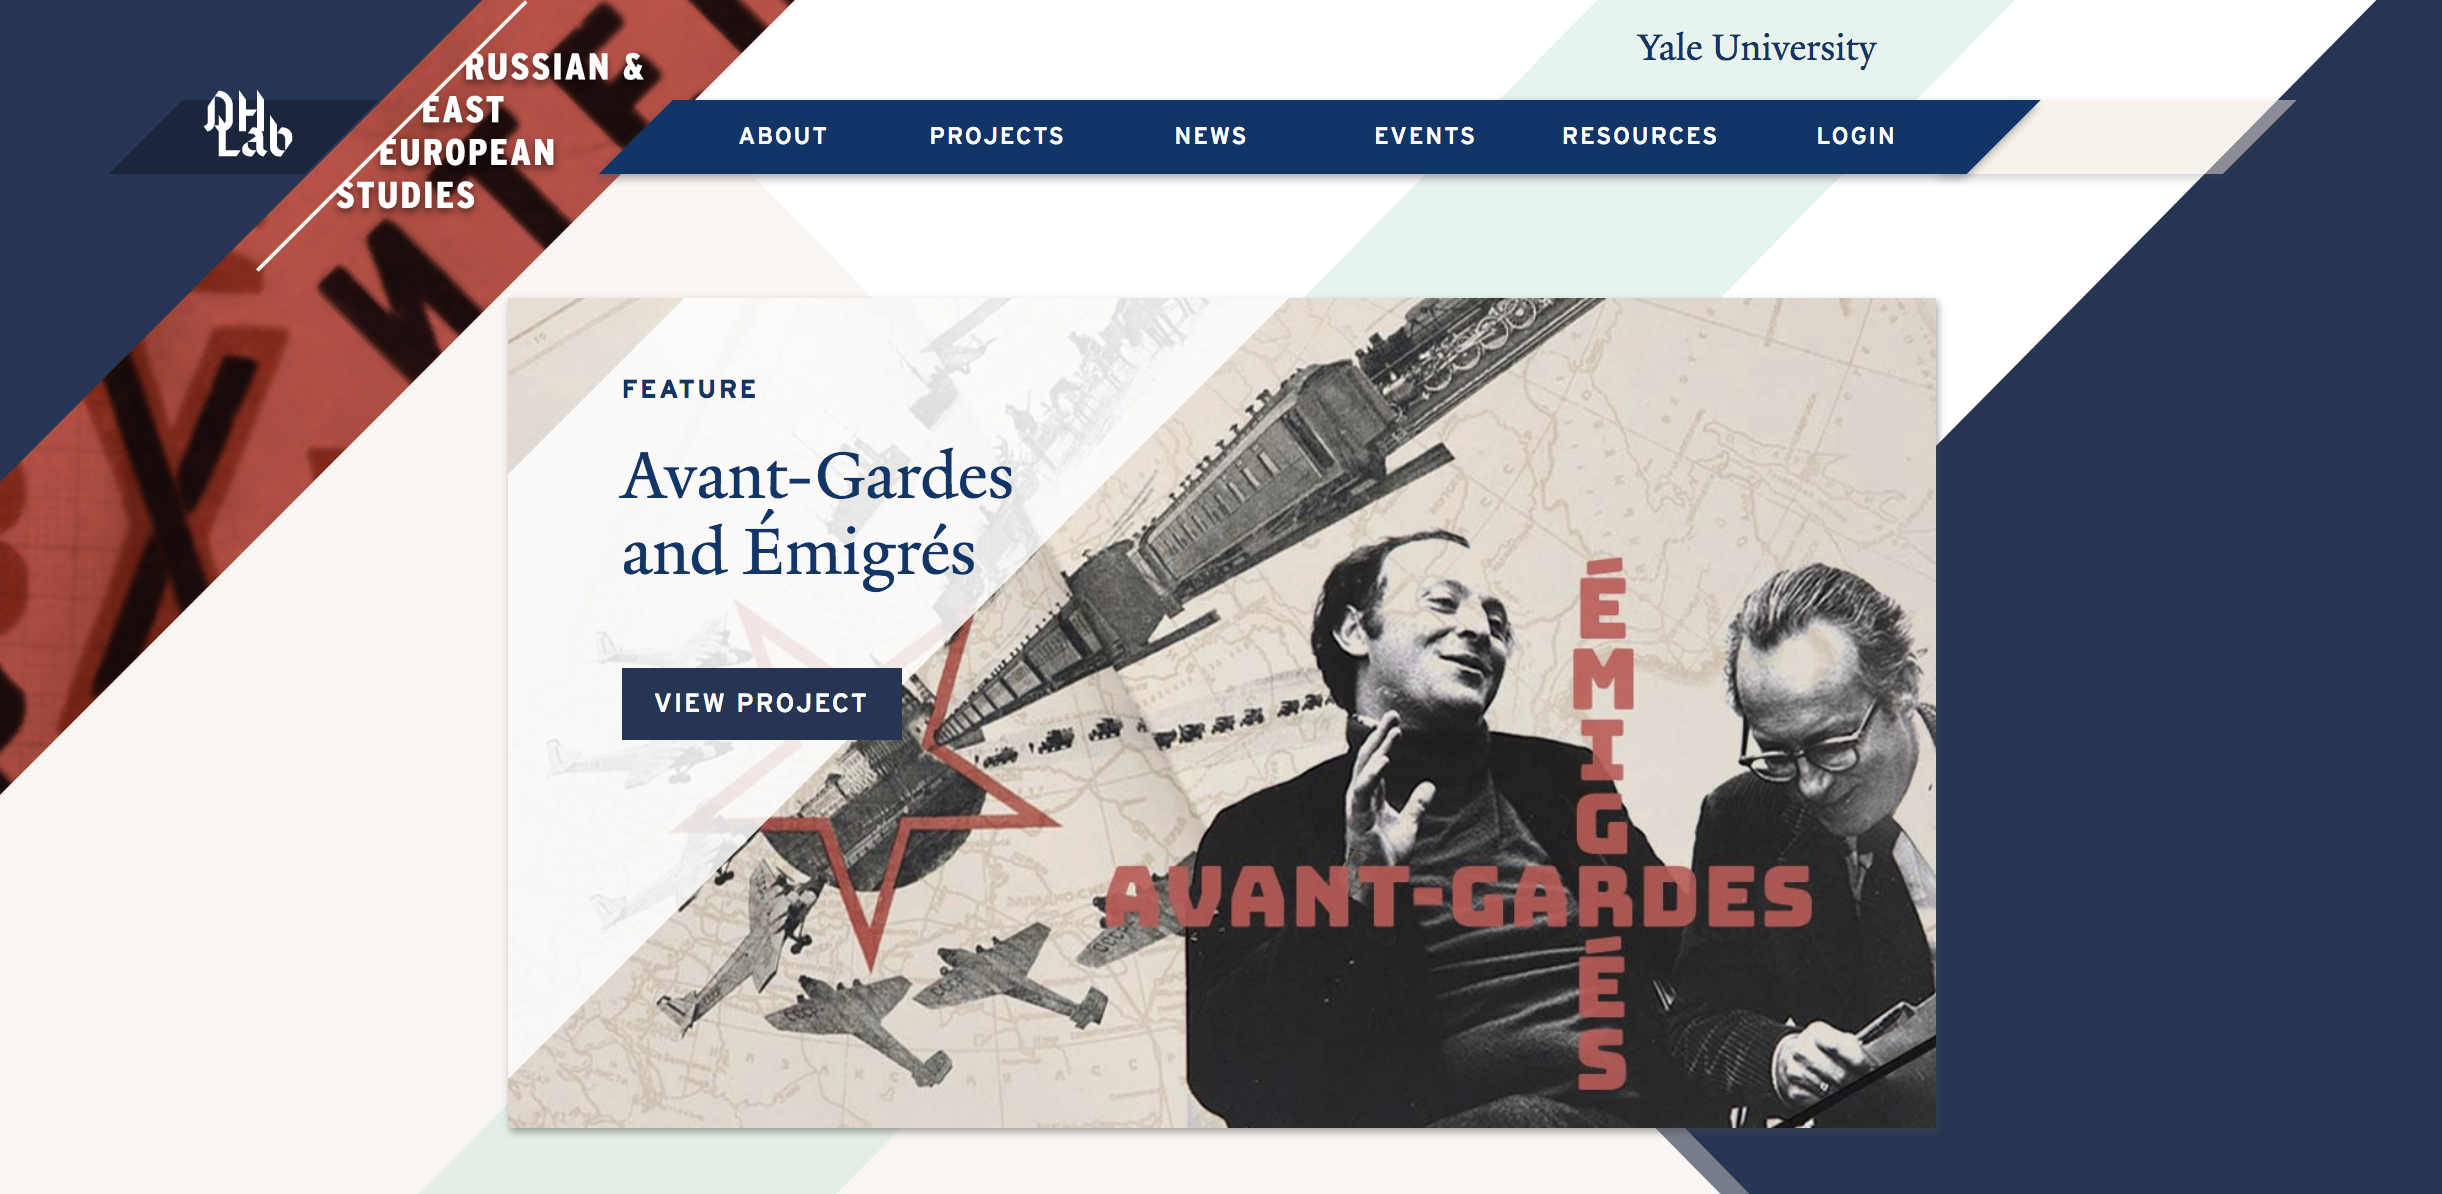 DH
Lab
RUSSIAN &
EAST
EUROPEAN
STUDIES
Yale University
ABOUT
PROJECTS
NEWS
EVENTS
RESOURCES
LOGIN
FEATURE
Avant-Gardes
and Émigrés
VIEW PROJECT
ÉMIGRÉS
AVANT-GARDES